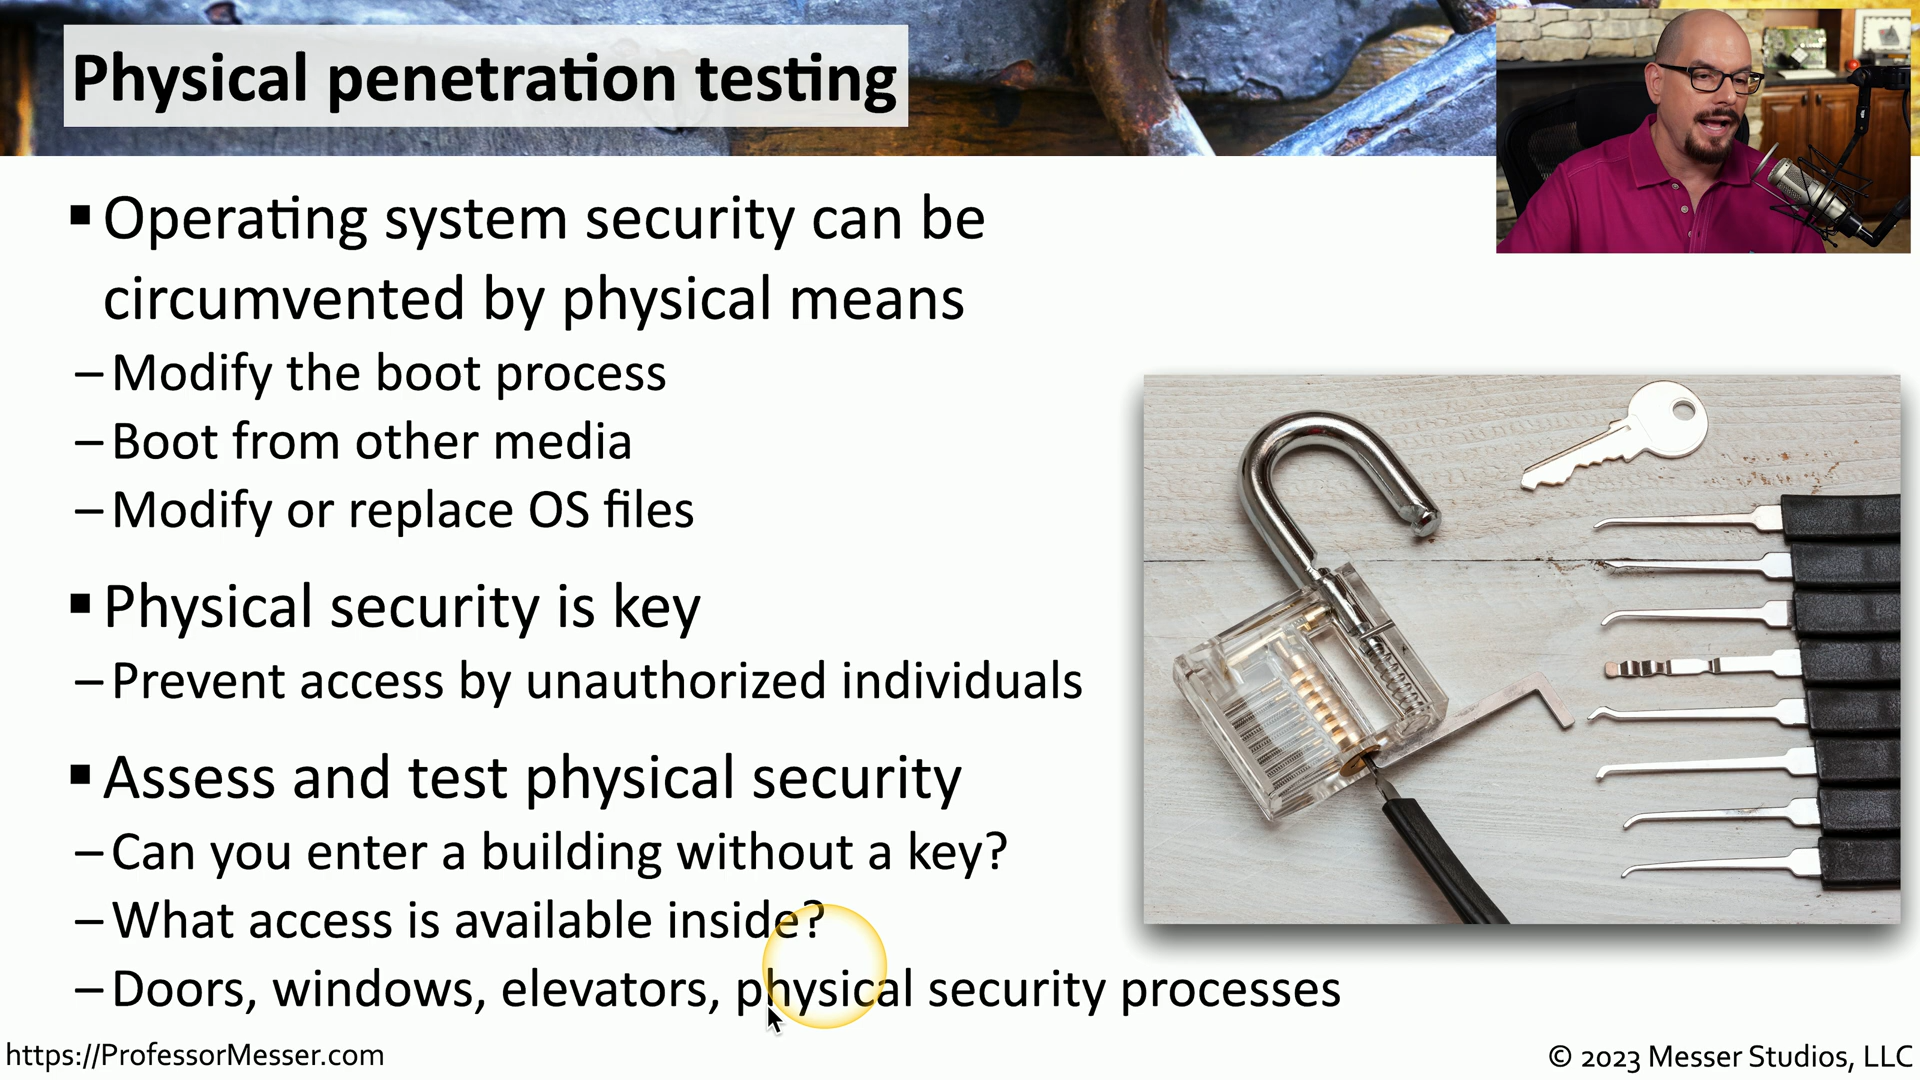 Physical penetration testing
▪ Operating system security can be
circumvented by physical means
– Modify the boot process
– Boot from other media
– Modify or replace OS files
▪ Physical security is key
– Prevent access by unauthorized individuals
▪ Assess and test physical security
– Can you enter a building without a key?
– What access is available inside?
– Doors, windows, elevators, physical security processes
https://ProfessorMesser.com
© 2023 Messer Studios, LLC